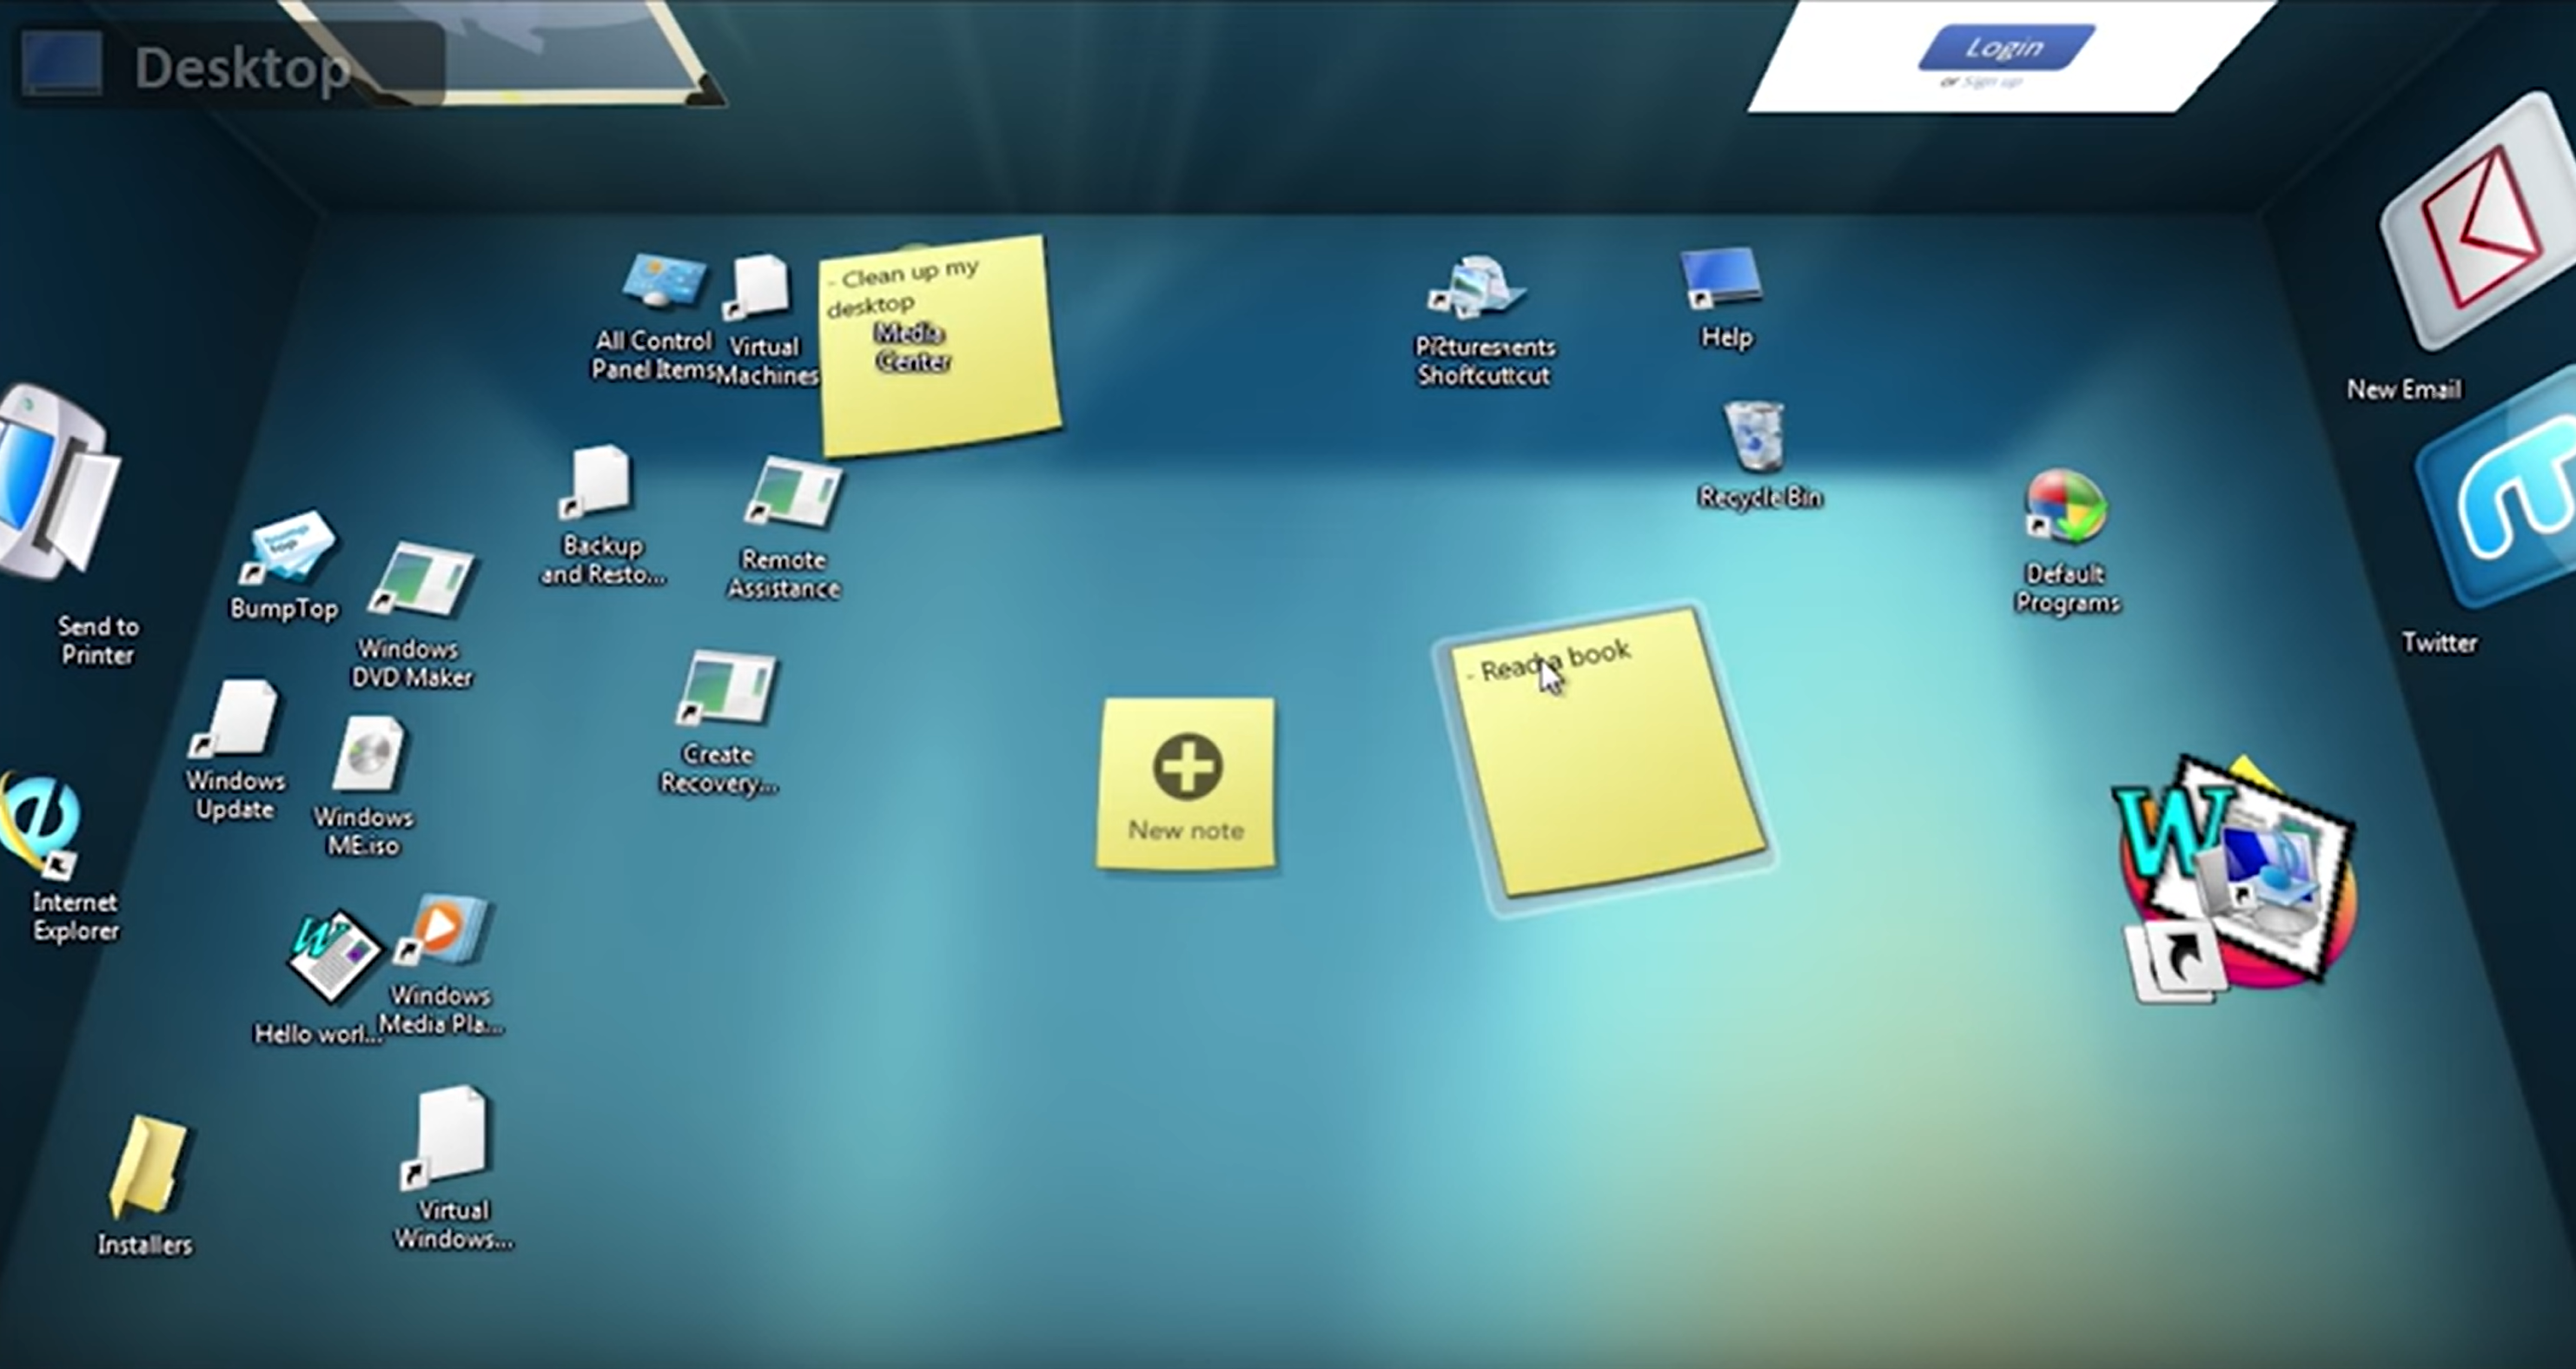 Desktop
Login
or Sign up
- Clean up my
desktop
Media
Center
All Control
Panel Items
Virtual
Machines
Help
New Email
Recycle Bin
Backup
and Resto...
Remote
Assistance
Default
Programs
BumpTop
Send to
Printer
Windows
DVD Maker
- Read a book
Twitter
Create
Recovery...
Windows
Update
Windows
ME.iso
New note
Internet
Explorer
Hello worl...
Windows
Media Pla...
Installers
Virtual
Windows...